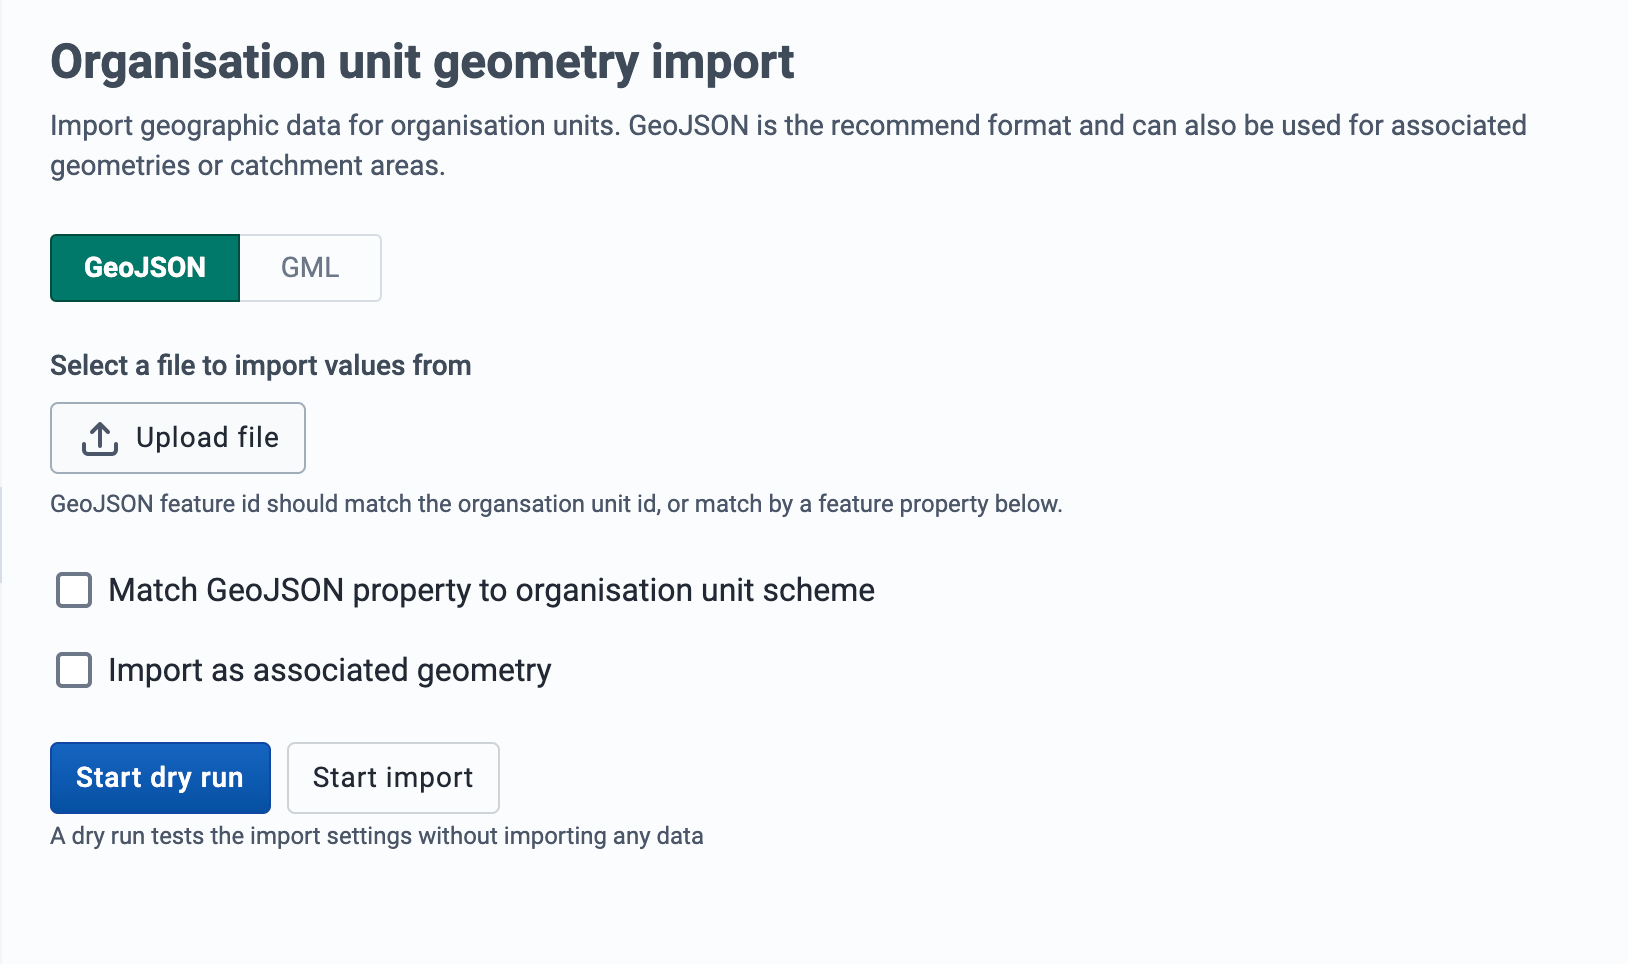 Organisation unit geometry import
Import geographic data for organisation units. GeoJSON is the recommend format and can also be used for associated
geometries or catchment areas.
GeoJSON GML
Select a file to import values from
Upload file
GeoJSON feature id should match the organsation unit id, or match by a feature property below.
Match GeoJSON property to organisation unit scheme
Import as associated geometry
Start dry run Start import
A dry run tests the import settings without importing any data